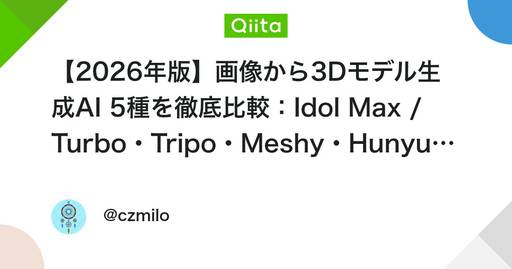 Qiita
【2026年版】画像から3Dモデル生
成AI 5種を徹底比較：Idol Max /
Turbo・Tripo・Meshy・Hunyu…
@czmilo